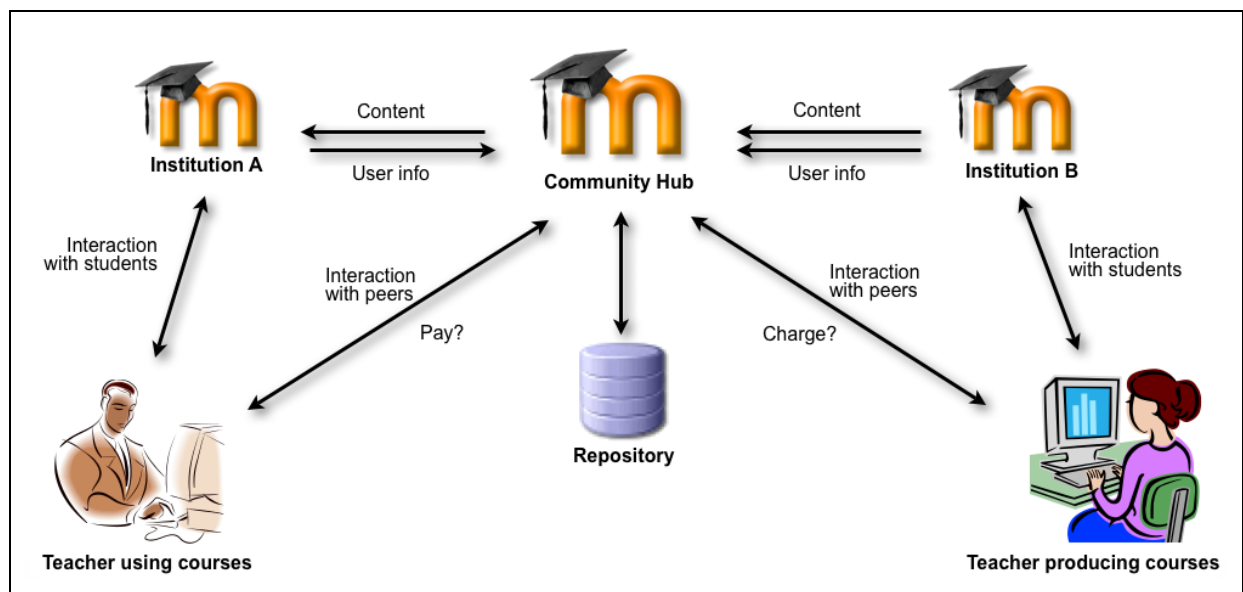 m
m
m
Content
Content
Institution A
User info
Community Hub
User info
Institution B
Interaction
with students
Interaction
with peers
Interaction
with peers
Interaction
with students
Pay?
Charge?
Repository
Teacher using courses
Teacher producing courses